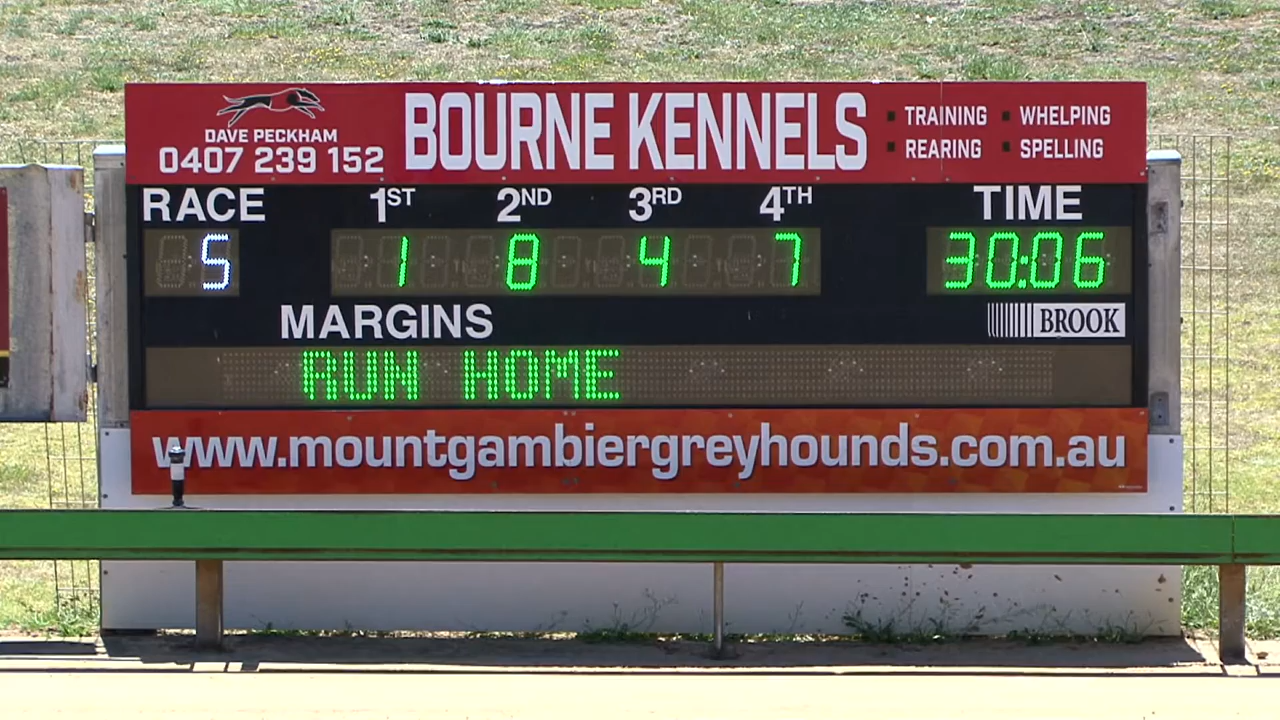 BOURNE KENNELS
DAVE PECKHAM
0407 239 152
TRAINING WHELPING
REARING SPELLING
RACE 1ST 2ND 3RD 4TH TIME
5 1 8 4 7 30:06
MARGINS
BROOK
RUN HOME
www.mountgambiergreyhounds.com.au